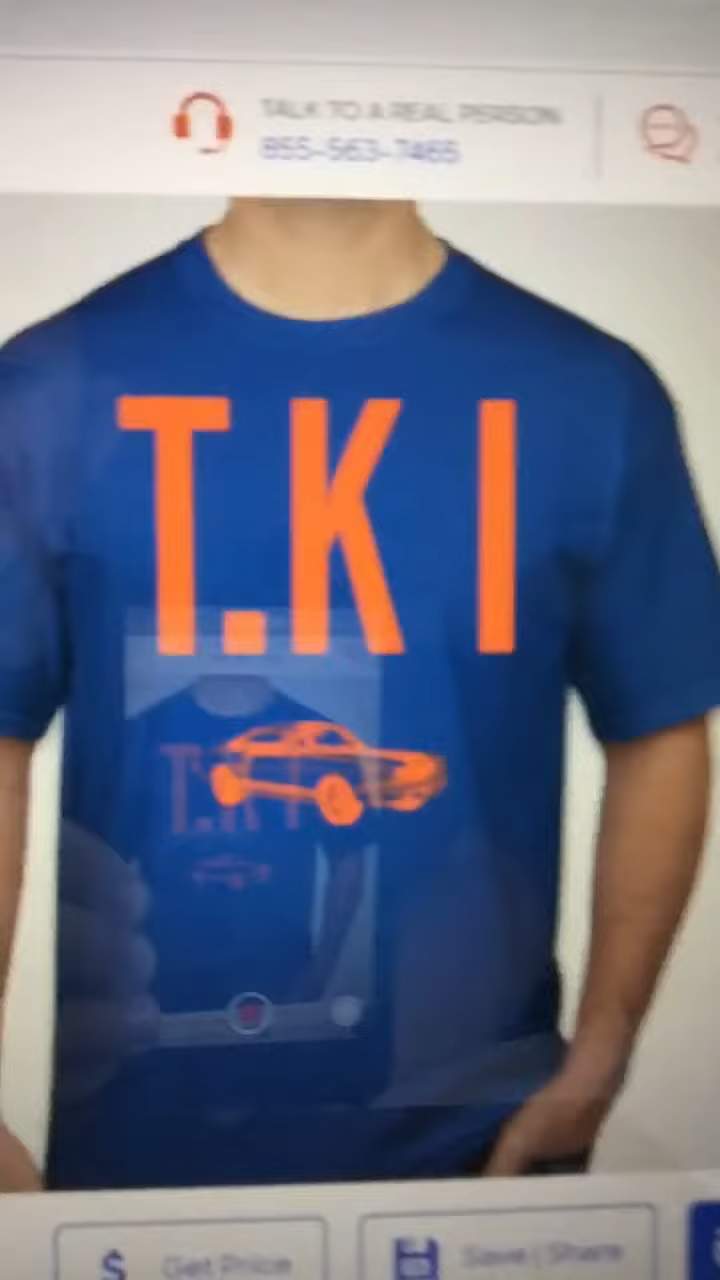 TALK TO A REAL PERSON
855-563-7465
T.K I
T.K I
$ Get Price
Save | Share